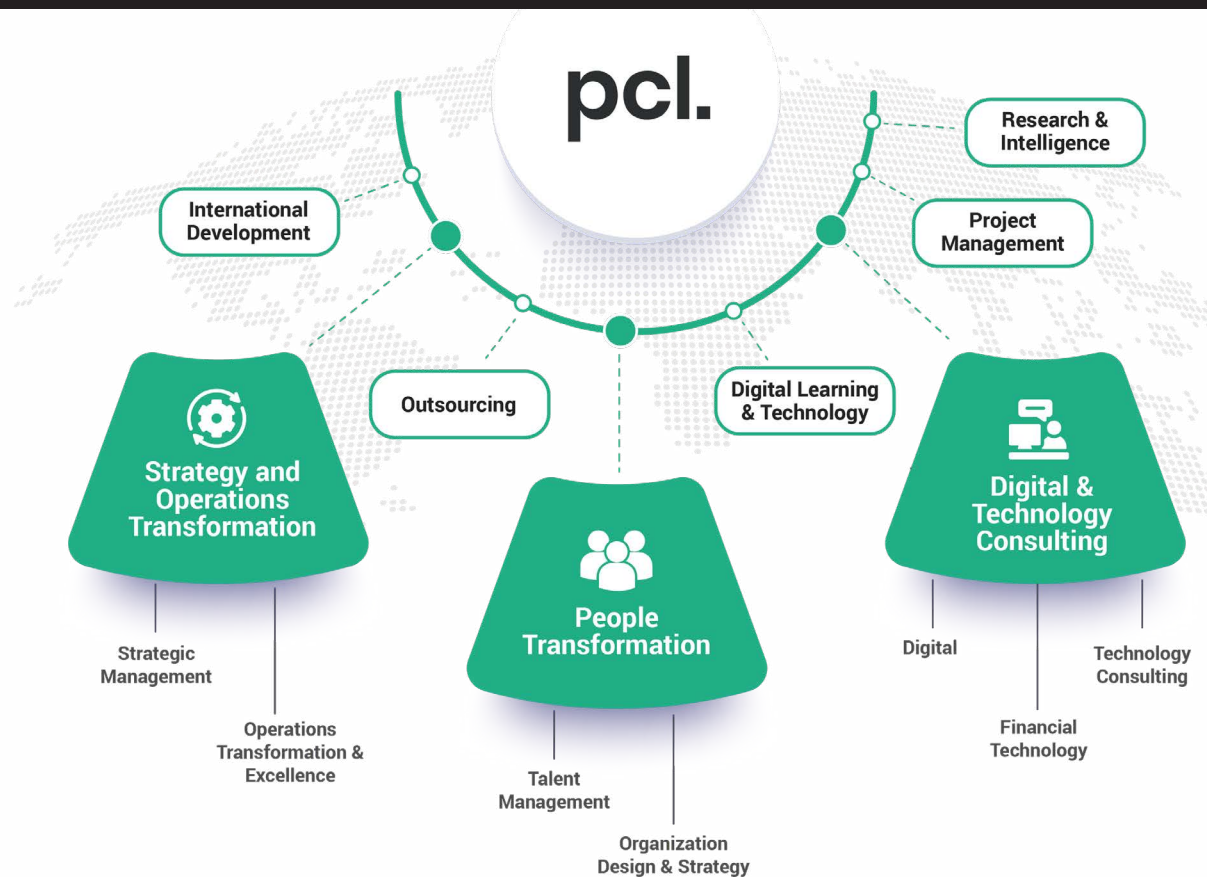 pcl.
Research &
Intelligence
International
Development
Project
Management
Outsourcing
Digital Learning
& Technology
Strategy and
Operations
Transformation
Digital &
Technology
Consulting
People
Transformation
Strategic
Management
Operations
Transformation &
Excellence
Talent
Management
Organization
Design & Strategy
Digital
Financial
Technology
Technology
Consulting